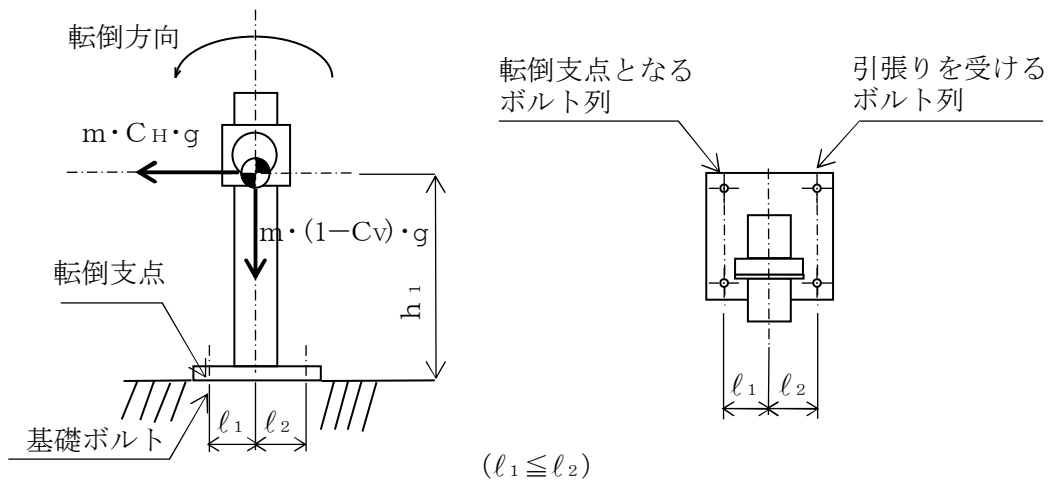 転倒方向
m・CH・g
m・(1－CV)・g
h1
転倒支点
ℓ1 ℓ2
基礎ボルト
転倒支点となる
ボルト列
引張りを受ける
ボルト列
ℓ1 ℓ2
(ℓ1≦ℓ2)